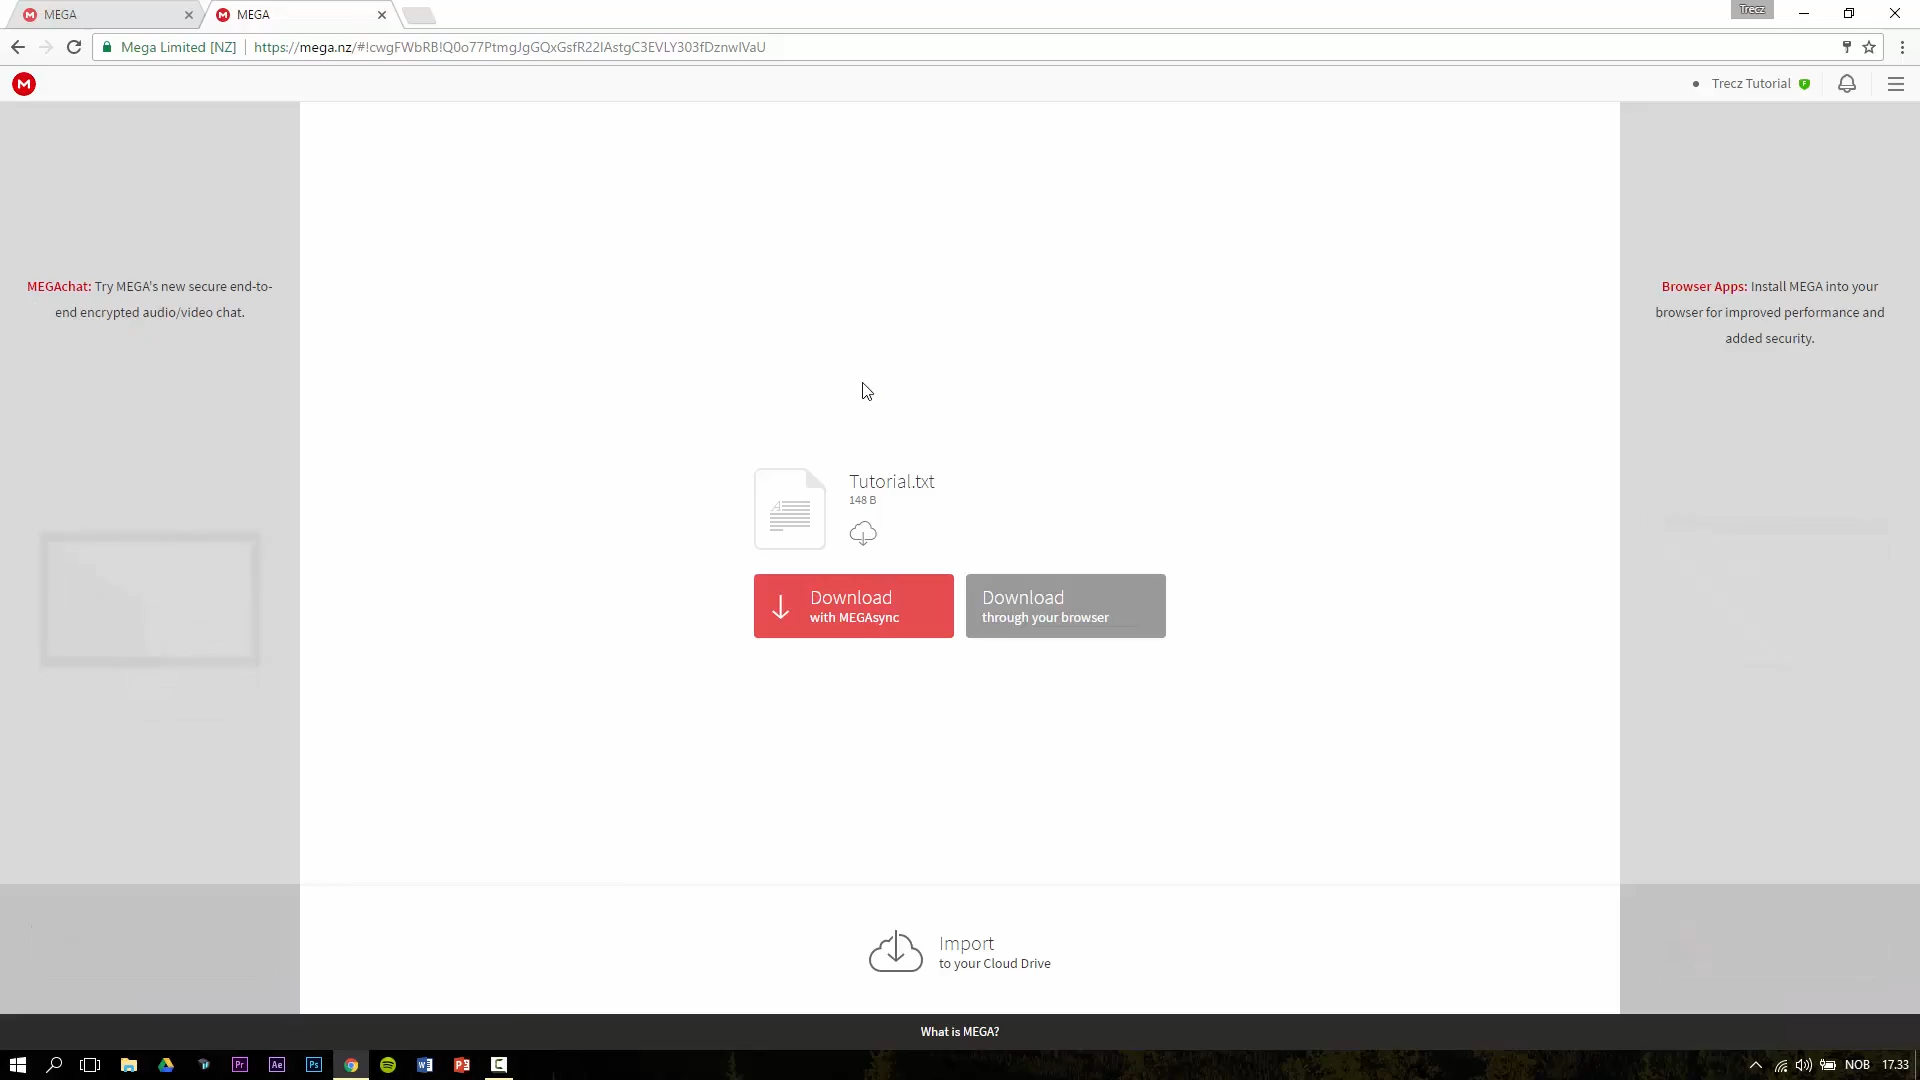 MEGA
MEGA
Trecz
Mega Limited [NZ]
https://mega.nz/#!cwgFWbRB!Q0o77PtmgJgGQxGsfR22IAstgC3EVLY303fDznwIVaU
Trecz Tutorial
MEGAchat: Try MEGA's new secure end-to-
end encrypted audio/video chat.
Browser Apps: Install MEGA into your
browser for improved performance and
added security.
Tutorial.txt
148 B
Download
with MEGAsync
Download
through your browser
Import
to your Cloud Drive
What is MEGA?
Pr
Ae
Ps
NOB
17.33